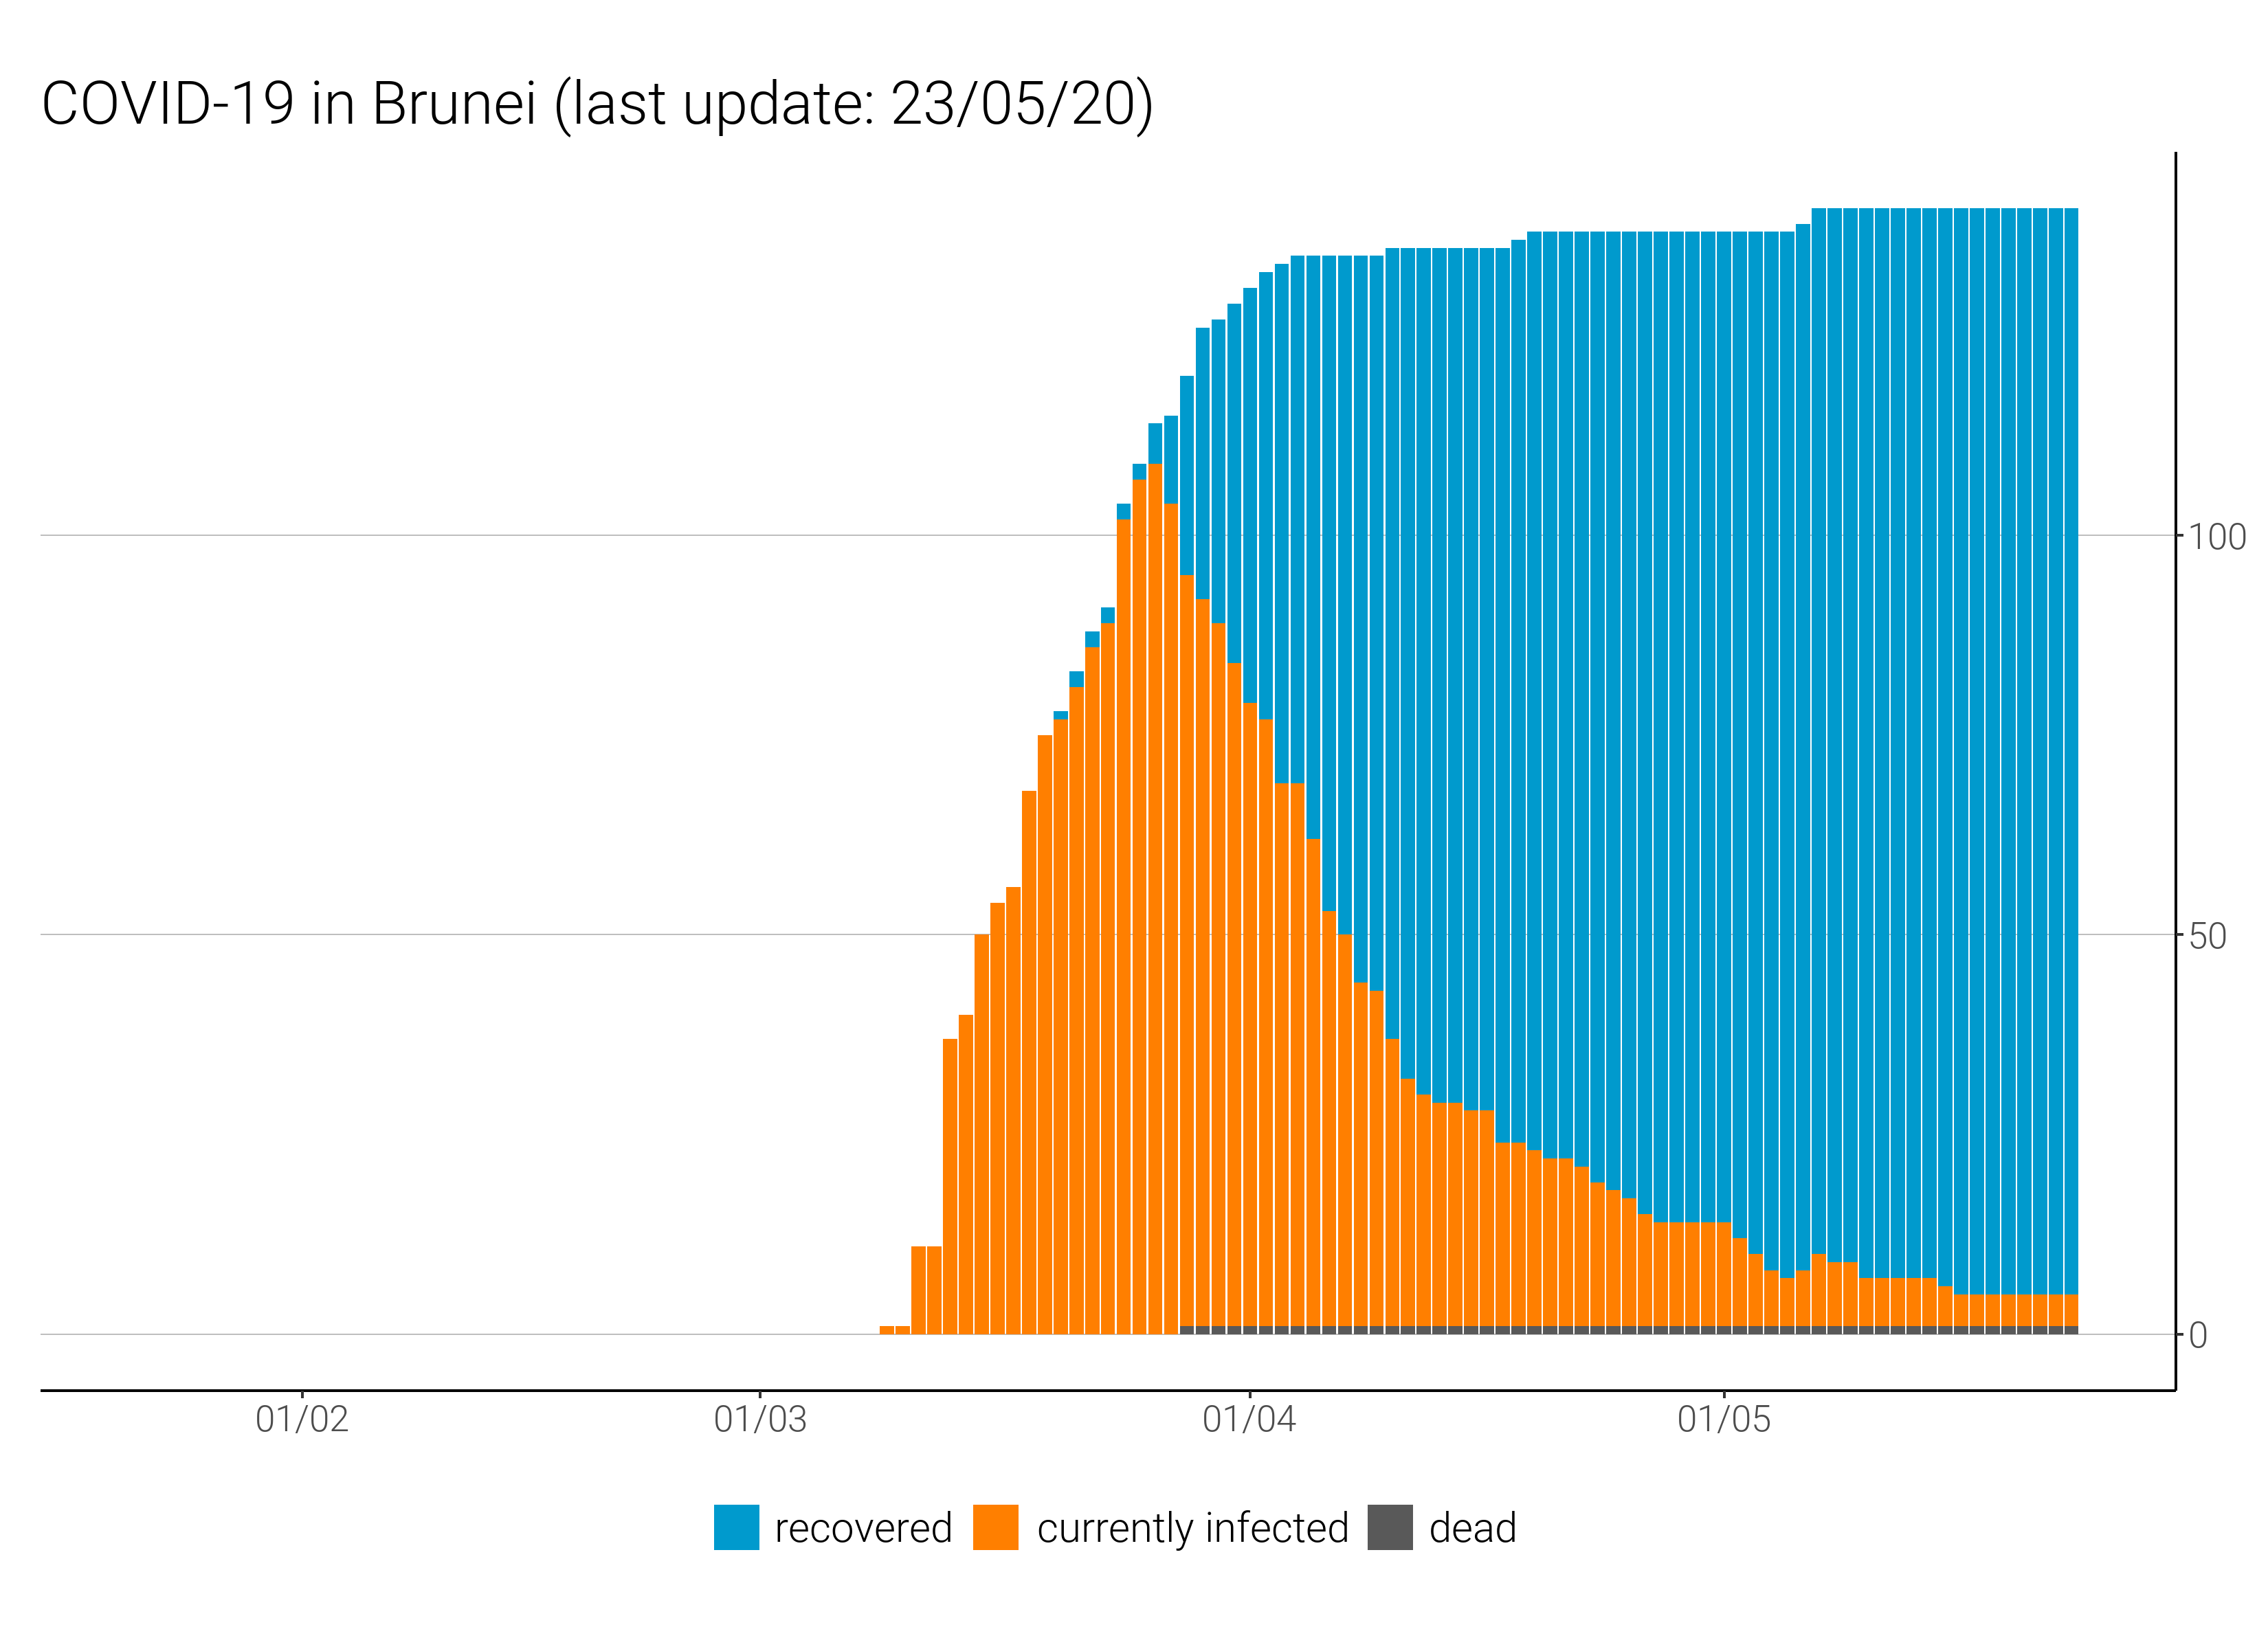 COVID-19 in Brunei (last update: 23/05/20)
100
50
0
01/02 01/03 01/04 01/05
recovered currently infected dead